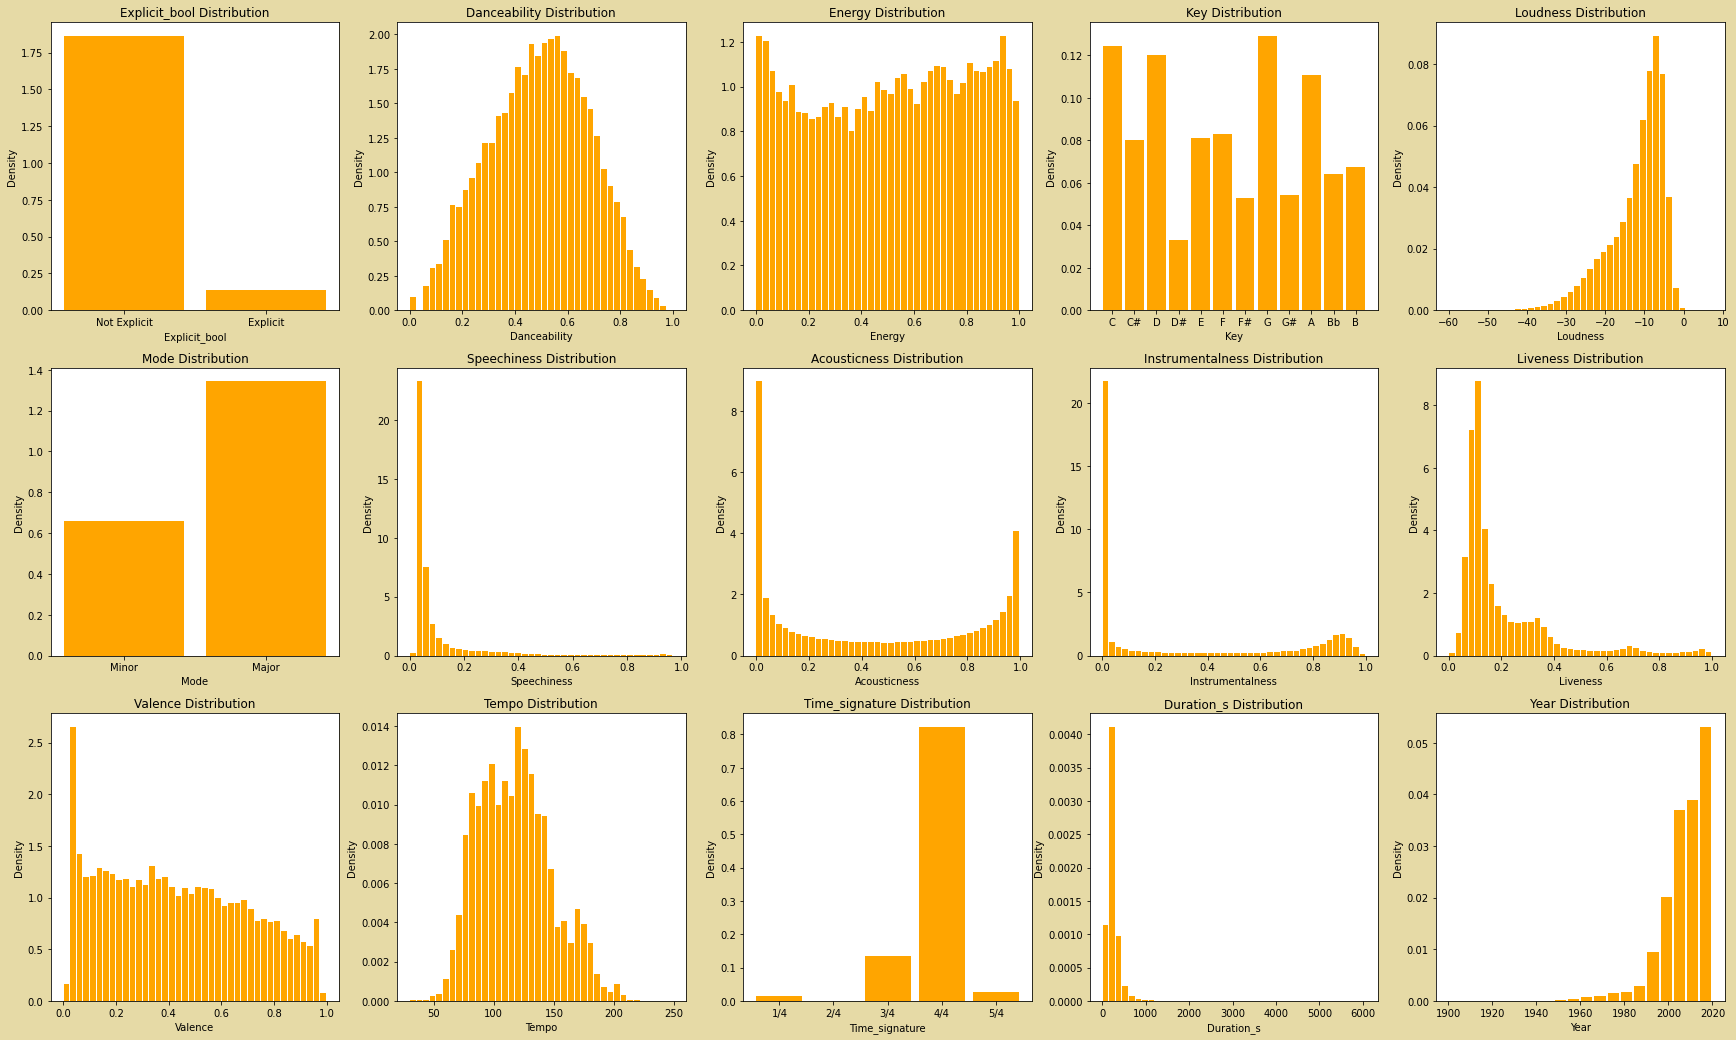 Explicit_bool Distribution
Density
1.75
1.50
1.25
1.00
0.75
0.50
0.25
0.00
Not Explicit Explicit
Explicit_bool
Danceability Distribution
Density
2.00
1.75
1.50
1.25
1.00
0.75
0.50
0.25
0.00
0.0 0.2 0.4 0.6 0.8 1.0
Danceability
Energy Distribution
Density
1.2
1.0
0.8
0.6
0.4
0.2
0.0
0.0 0.2 0.4 0.6 0.8 1.0
Energy
Key Distribution
Density
0.12
0.10
0.08
0.06
0.04
0.02
0.00
C C# D D# E F F# G G# A Bb B
Key
Loudness Distribution
Density
0.08
0.06
0.04
0.02
0.00
−60 −50 −40 −30 −20 −10 0 10
Loudness
Mode Distribution
Density
1.4
1.2
1.0
0.8
0.6
0.4
0.2
0.0
Minor Major
Mode
Speechiness Distribution
Density
20
15
10
5
0
0.0 0.2 0.4 0.6 0.8 1.0
Speechiness
Acousticness Distribution
Density
8
6
4
2
0
0.0 0.2 0.4 0.6 0.8 1.0
Acousticness
Instrumentalness Distribution
Density
20
15
10
5
0
0.0 0.2 0.4 0.6 0.8 1.0
Instrumentalness
Liveness Distribution
Density
8
6
4
2
0
0.0 0.2 0.4 0.6 0.8 1.0
Liveness
Valence Distribution
Density
2.5
2.0
1.5
1.0
0.5
0.0
0.0 0.2 0.4 0.6 0.8 1.0
Valence
Tempo Distribution
Density
0.014
0.012
0.010
0.008
0.006
0.004
0.002
0.000
50 100 150 200 250
Tempo
Time_signature Distribution
Density
0.8
0.7
0.6
0.5
0.4
0.3
0.2
0.1
0.0
1/4 2/4 3/4 4/4 5/4
Time_signature
Duration_s Distribution
Density
0.0040
0.0035
0.0030
0.0025
0.0020
0.0015
0.0010
0.0005
0.0000
0 1000 2000 3000 4000 5000 6000
Duration_s
Year Distribution
Density
0.05
0.04
0.03
0.02
0.01
0.00
1900 1920 1940 1960 1980 2000 2020
Year